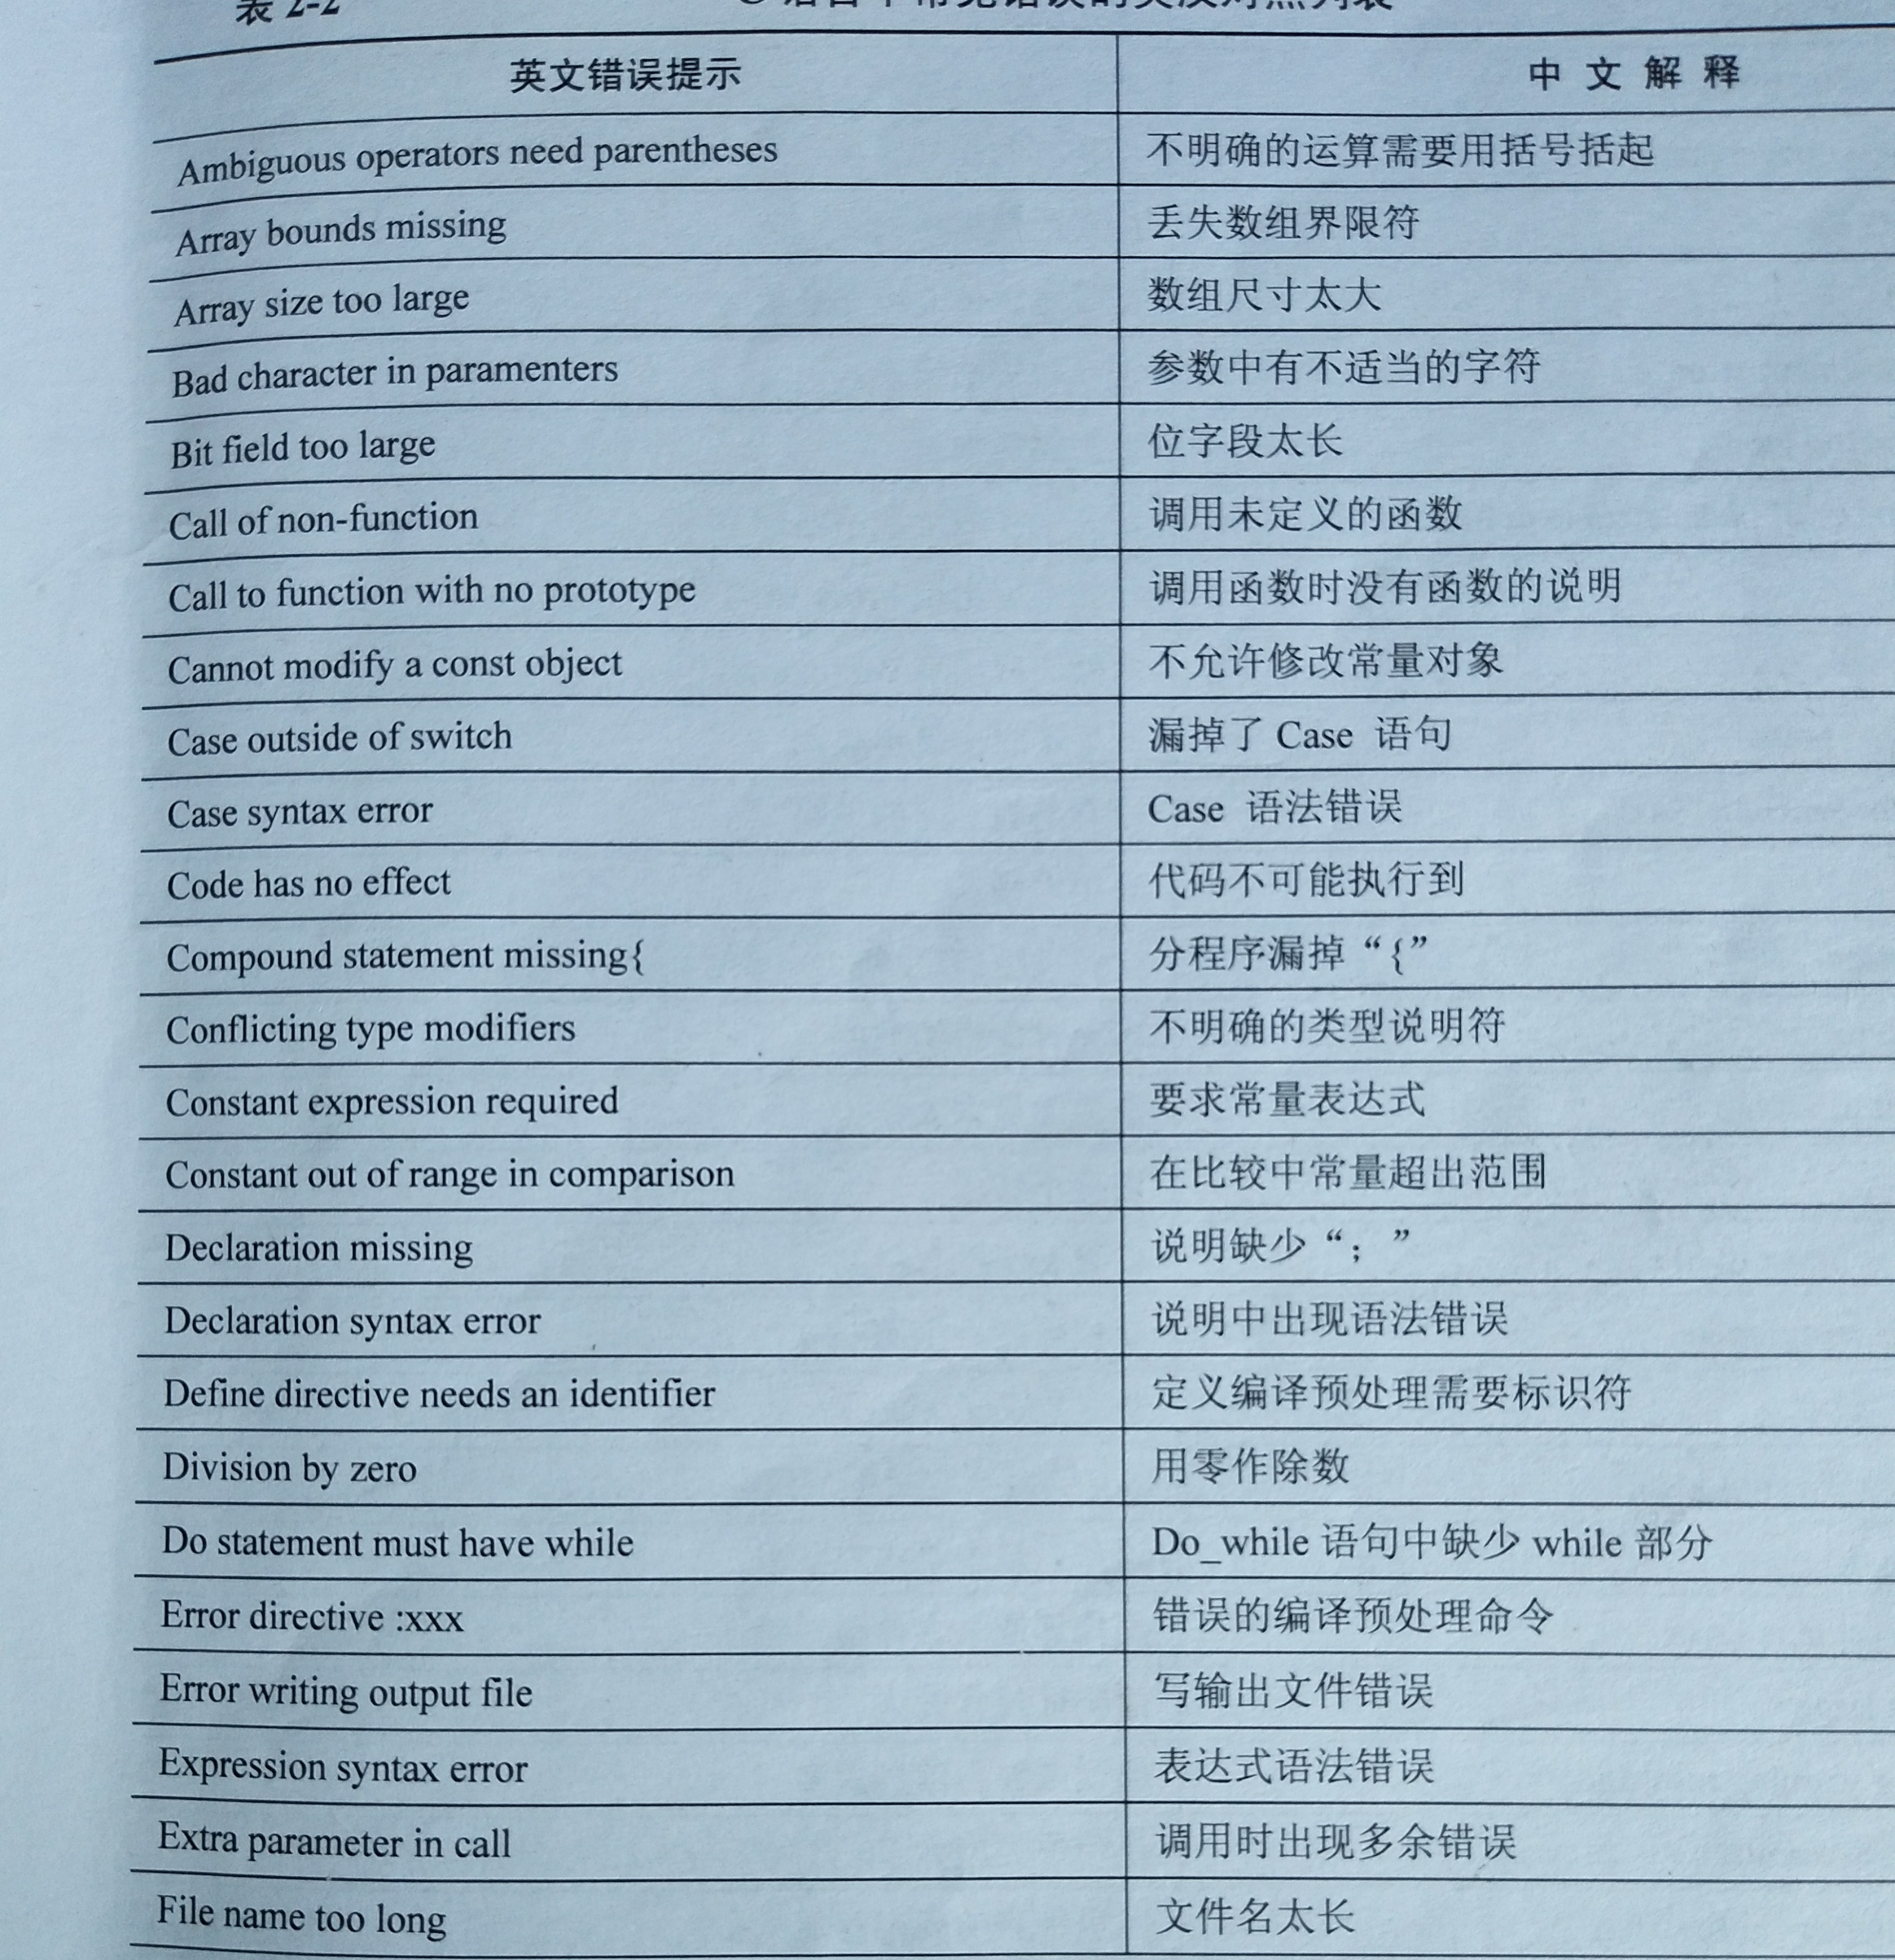 表 2-2 C 语言中常见错误的英汉对照列表
英文错误提示 中 文 解 释
Ambiguous operators need parentheses 不明确的运算需要用括号括起
Array bounds missing 丢失数组界限符
Array size too large 数组尺寸太大
Bad character in paramenters 参数中有不适当的字符
Bit field too large 位字段太长
Call of non-function 调用未定义的函数
Call to function with no prototype 调用函数时没有函数的说明
Cannot modify a const object 不允许修改常量对象
Case outside of switch 漏掉了 Case 语句
Case syntax error Case 语法错误
Code has no effect 代码不可能执行到
Compound statement missing{ 分程序漏掉“{”
Conflicting type modifiers 不明确的类型说明符
Constant expression required 要求常量表达式
Constant out of range in comparison 在比较中常量超出范围
Declaration missing 说明缺少“；”
Declaration syntax error 说明中出现语法错误
Define directive needs an identifier 定义编译预处理需要标识符
Division by zero 用零作除数
Do statement must have while Do_while 语句中缺少 while 部分
Error directive :xxx 错误的编译预处理命令
Error writing output file 写输出文件错误
Expression syntax error 表达式语法错误
Extra parameter in call 调用时出现多余错误
File name too long 文件名太长